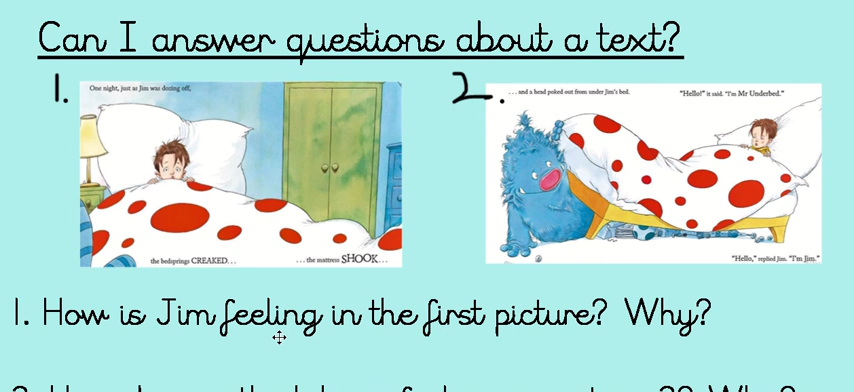 Can I answer questions about a text?
1.
One night, just as Jim was dozing off,
the bedsprings CREAKED...
...the mattress SHOOK...
2.
...and a head poked out from under Jim's bed.
"Hello!" it said. "I'm Mr Underbed."
"Hello," replied Jim. "I'm Jim."
1. How is Jim feeling in the first picture? Why?